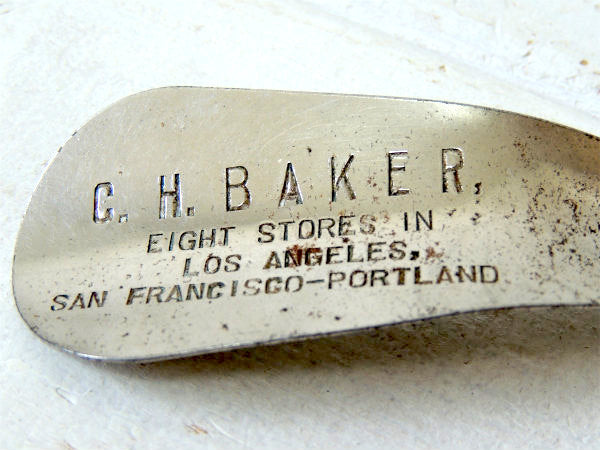 C. H. BAKER,
EIGHT STORES IN
LOS ANGELES,
SAN FRANCISCO-PORTLAND